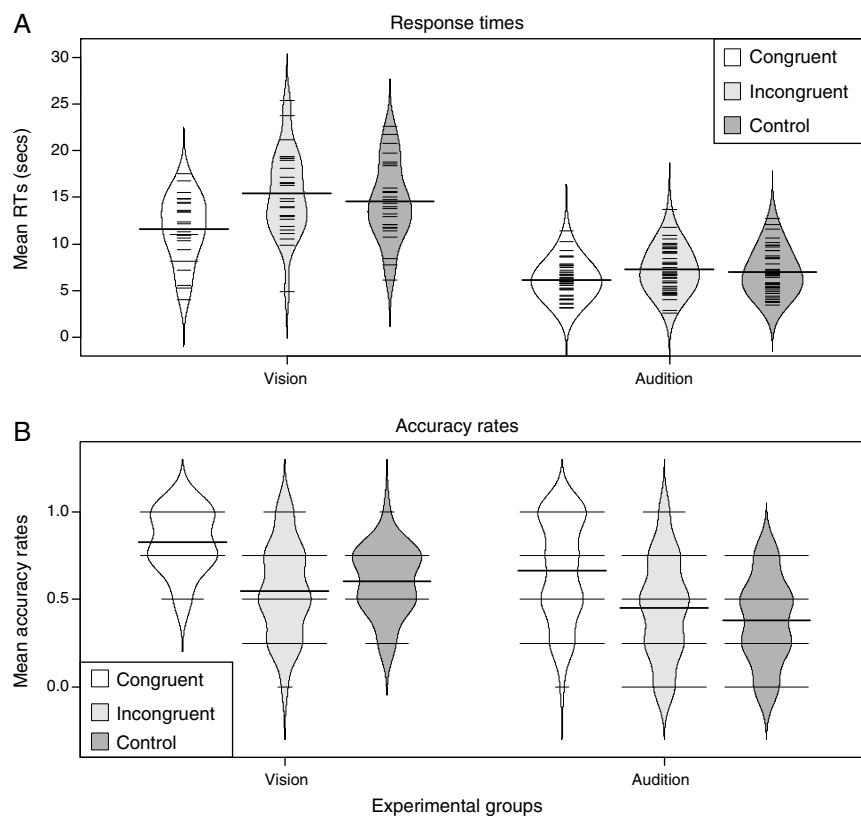 A
Response times
30
25
20
15
10
5
0
Mean RTs (secs)
Congruent
Incongruent
Control
Vision
Audition
B
Accuracy rates
1.0
0.5
0.0
Mean accuracy rates
Congruent
Incongruent
Control
Vision
Audition
Experimental groups